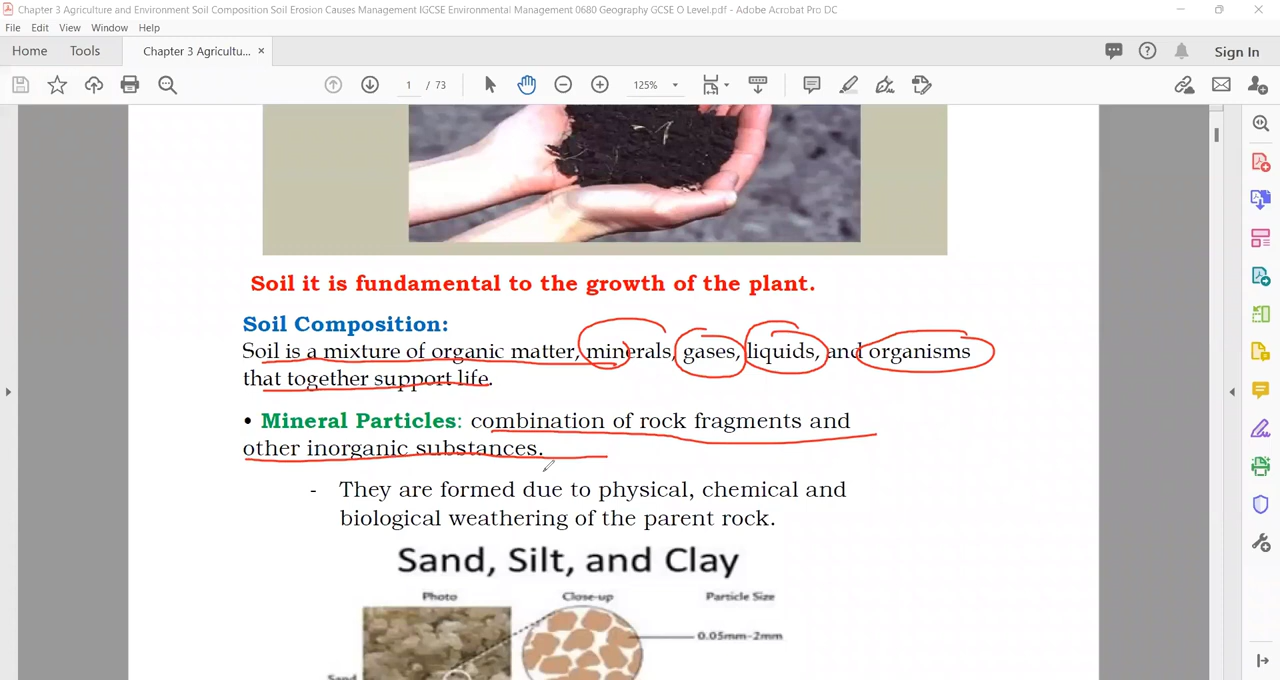 Chapter 3 Agriculture and Environment Soil Composition Soil Erosion Causes Management IGCSE Environmental Management 0680 Geography GCSE O Level.pdf - Adobe Acrobat Pro DC
File Edit View Window Help
Home Tools Chapter 3 Agricultu... × Sign In
1 / 73 125%
Soil it is fundamental to the growth of the plant.
Soil Composition:
Soil is a mixture of organic matter, minerals, gases, liquids, and organisms
that together support life.
• Mineral Particles: combination of rock fragments and
other inorganic substances.
- They are formed due to physical, chemical and
biological weathering of the parent rock.
Sand, Silt, and Clay
Photo Close-up Particle Size
0.05mm-2mm
Sand